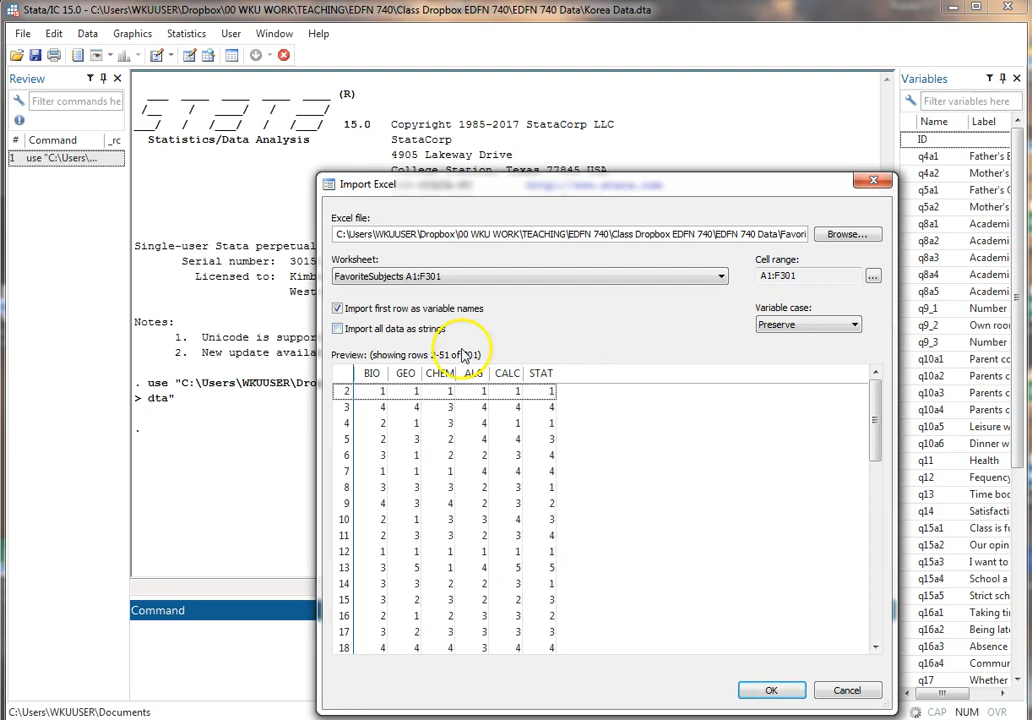 Stata/IC 15.0 - C:\Users\WKUUSER\Dropbox\00 WKU WORK\TEACHING\EDFN 740\Class Dropbox EDFN 740\EDFN 740 Data\Korea Data.dta
File Edit Data Graphics Statistics User Window Help
Review
Filter commands he
# Command _rc
1 use "C:\Users\...
(R)
15.0 Copyright 1985-2017 StataCorp LLC
Statistics/Data Analysis StataCorp
4905 Lakeway Drive
College Station, Texas 77845 USA
Single-user Stata perpetual
Serial number: 3015
Licensed to: Kimb
West
Notes:
1. Unicode is suppo
2. New update availa
. use "C:\Users\WKUUSER\Dro
> dta"
.
Command
Import Excel
Excel file:
C:\Users\WKUUSER\Dropbox\00 WKU WORK\TEACHING\EDFN 740\Class Dropbox EDFN 740\EDFN 740 Data\Favori
Browse...
Worksheet:
FavoriteSubjects A1:F301
Cell range:
A1:F301
...
Import first row as variable names
Import all data as strings
Variable case:
Preserve
Preview: (showing rows 2-51 of 301)
BIO GEO CHEM ALG CALC STAT
2 1 1 1 1 1 1
3 4 4 3 4 4 4
4 2 1 3 4 1 1
5 2 3 2 4 4 3
6 3 1 2 2 3 4
7 1 1 1 4 4 4
8 3 3 3 2 3 1
9 4 3 4 2 3 2
10 2 1 3 3 4 3
11 2 3 3 2 3 4
12 1 1 1 1 1 1
13 3 5 1 4 5 5
14 3 3 2 2 3 1
15 3 2 3 2 2 3
16 2 1 2 3 3 2
17 3 2 3 3 3 3
18 4 4 4 3 4 4
OK
Cancel
Variables
Filter variables here
Name Label
ID
q4a1 Father's E
q4a2 Mother's
q5a1 Father's O
q5a2 Mother's
q8a1 Academi
q8a2 Academi
q8a3 Academi
q8a4 Academi
q8a5 Academi
q9_1 Own com
q9_2 Own roor
q9_3 Number
q10a1 Parent co
q10a2 Parents c
q10a3 Parents c
q10a4 Parents c
q10a5 Leisure w
q10a6 Dinner w
q11 Health
q12 Fequency
q13 Time boo
q14 Satisfacti
q15a1 Class is fu
q15a2 Our opin
q15a3 I want to
q15a4 School a
q15a5 Strict sch
q16a1 Taking tir
q16a2 Being late
q16a3 Absence
q16a4 Commur
q17 Whether
C:\Users\WKUUSER\Documents
CAP NUM OVR